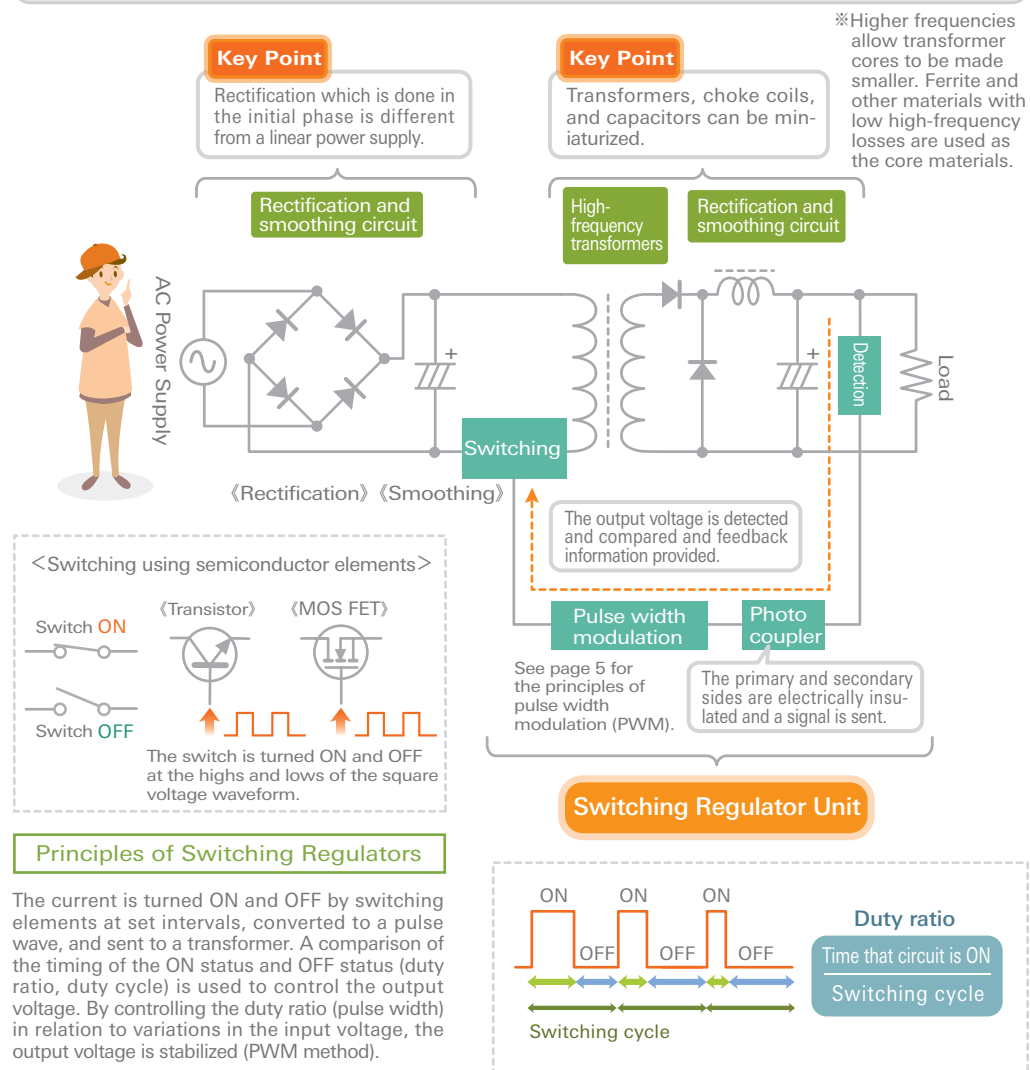 ※Higher frequencies
allow transformer
cores to be made
smaller. Ferrite and
other materials with
low high-frequency
losses are used as
the core materials.
Key Point
Rectification which is done in
the initial phase is different
from a linear power supply.
Key Point
Transformers, choke coils,
and capacitors can be min-
iaturized.
Rectification and
smoothing circuit
High-
frequency
transformers
Rectification and
smoothing circuit
AC Power Supply
+
+
Detection
Load
Switching
《Rectification》《Smoothing》
The output voltage is detected
and compared and feedback
information provided.
Pulse width
modulation
Photo
coupler
See page 5 for
the principles of
pulse width
modulation (PWM).
The primary and secondary
sides are electrically insu-
lated and a signal is sent.
Switching Regulator Unit
<Switching using semiconductor elements>
Switch ON
Switch OFF
《Transistor》
《MOS FET》
The switch is turned ON and OFF
at the highs and lows of the square
voltage waveform.
Principles of Switching Regulators
The current is turned ON and OFF by switching
elements at set intervals, converted to a pulse
wave, and sent to a transformer. A comparison of
the timing of the ON status and OFF status (duty
ratio, duty cycle) is used to control the output
voltage. By controlling the duty ratio (pulse width)
in relation to variations in the input voltage, the
output voltage is stabilized (PWM method).
ON ON ON
OFF OFF OFF
Switching cycle
Duty ratio
Time that circuit is ON
Switching cycle